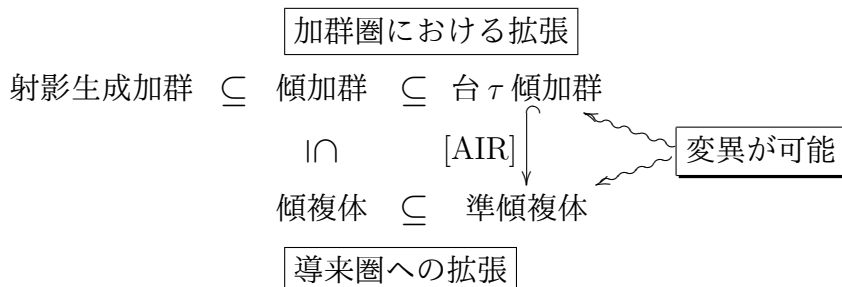 加群圏における拡張
射影生成加群 ⊆ 傾加群 ⊆ 台 τ 傾加群
I∩ [AIR] 変異が可能
傾複体 ⊆ 準傾複体
導来圏への拡張